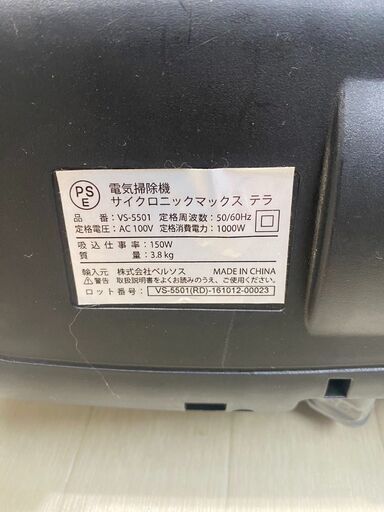 PS
E
電気掃除機
サイクロニックマックス テラ
品　番：VS-5501 定格周波数：50/60Hz
定格電圧：AC 100V 定格消費電力：1000W
吸込仕事率：150W
質　量：3.8kg
輸入元 株式会社ベルソス MADE IN CHINA
⚠警告 取扱説明書をよくお読みのうえ、ご使用ください。
ロット番号： VS-5501(RD)-161012-00023